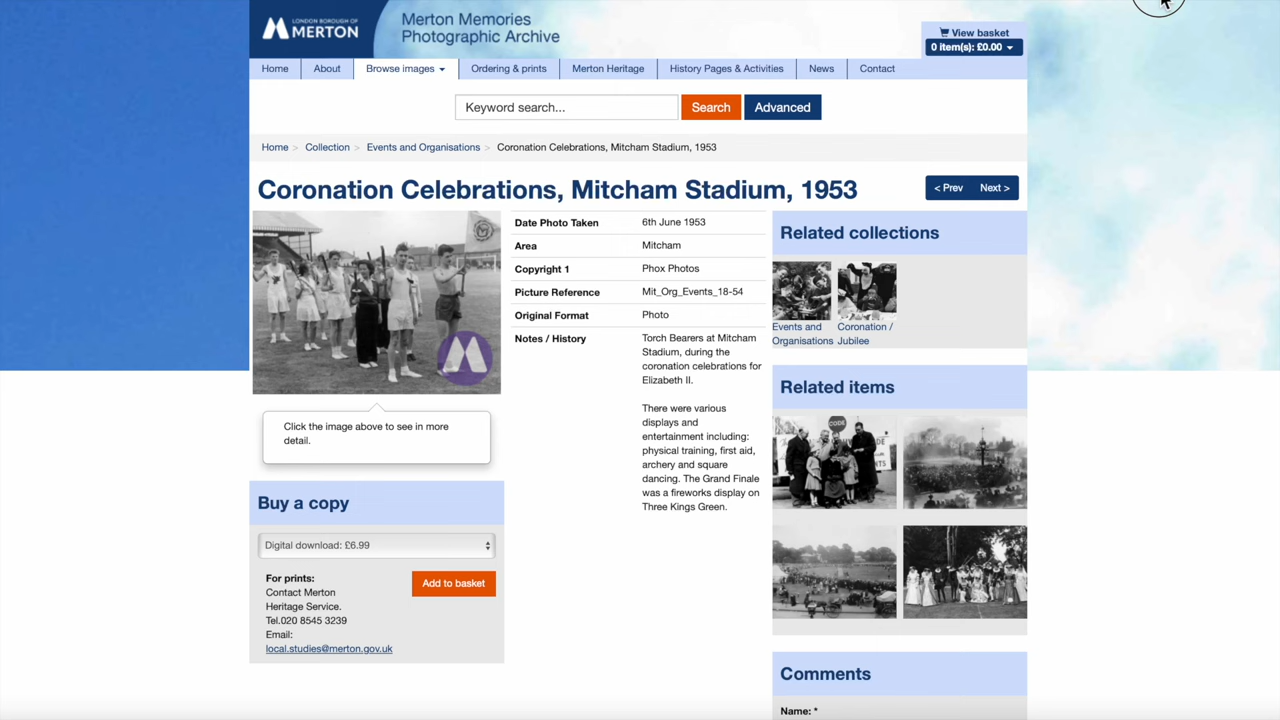 LONDON BOROUGH OF
MERTON
Merton Memories
Photographic Archive
View basket
0 item(s): £0.00
Home
About
Browse images
Ordering & prints
Merton Heritage
History Pages & Activities
News
Contact
Keyword search...
Search
Advanced
Home > Collection > Events and Organisations > Coronation Celebrations, Mitcham Stadium, 1953
Coronation Celebrations, Mitcham Stadium, 1953
< Prev
Next >
Date Photo Taken
6th June 1953
Area
Mitcham
Copyright 1
Phox Photos
Picture Reference
Mit_Org_Events_18-54
Original Format
Photo
Notes / History
Torch Bearers at Mitcham
Stadium, during the
coronation celebrations for
Elizabeth II.
There were various
displays and
entertainment including:
physical training, first aid,
archery and square
dancing. The Grand Finale
was a fireworks display on
Three Kings Green.
Click the image above to see in more
detail.
Buy a copy
Digital download: £6.99
For prints:
Contact Merton
Heritage Service.
Tel.020 8545 3239
Email:
local.studies@merton.gov.uk
Add to basket
Related collections
Events and
Organisations
Coronation /
Jubilee
Related items
CODE
Comments
Name: *